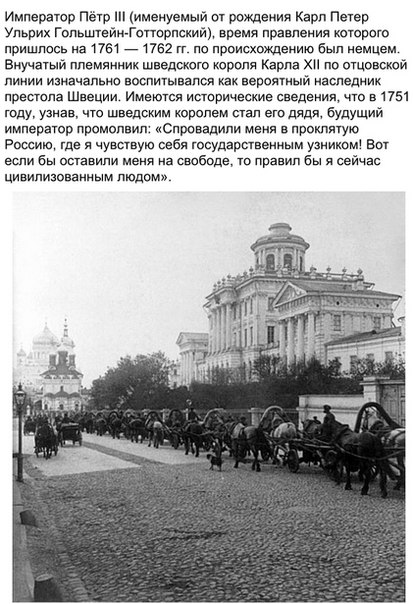 Император Пётр III (именуемый от рождения Карл Петер
Ульрих Гольштейн-Готторпский), время правления которого
пришлось на 1761 — 1762 гг. по происхождению был немцем.
Внучатый племянник шведского короля Карла XII по отцовской
линии изначально воспитывался как вероятный наследник
престола Швеции. Имеются исторические сведения, что в 1751
году, узнав, что шведским королем стал его дядя, будущий
император промолвил: «Спровадили меня в проклятую
Россию, где я чувствую себя государственным узником! Вот
если бы оставили меня на свободе, то правил бы я сейчас
цивилизованным людом».